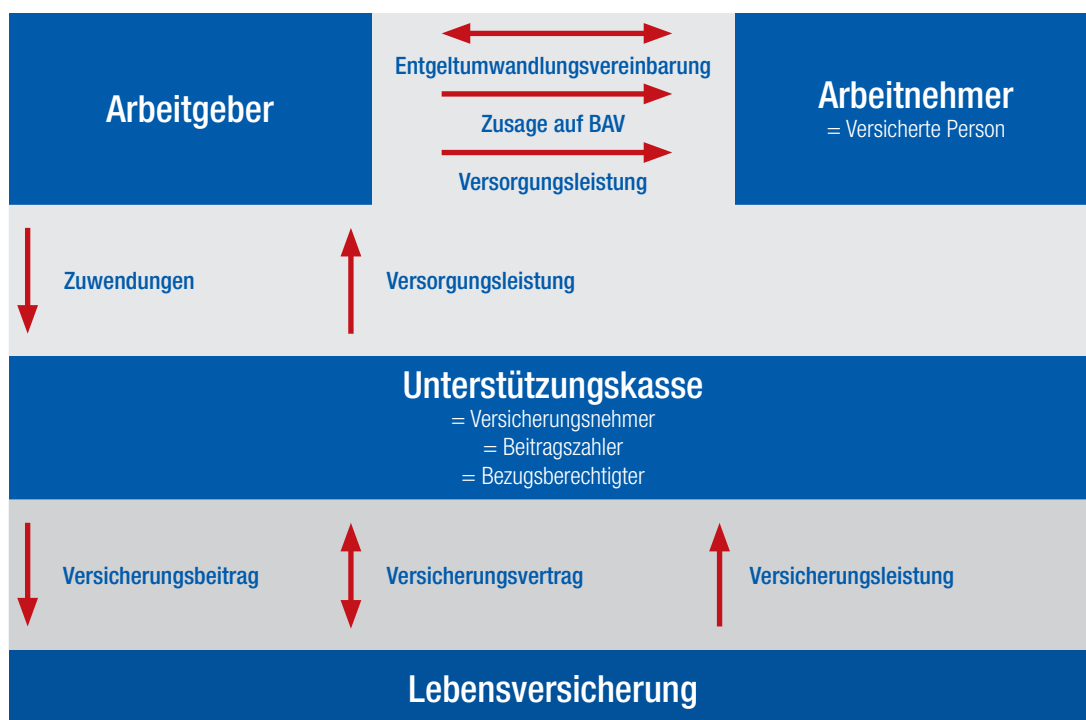 Arbeitgeber
Entgeltumwandlungsvereinbarung
Zusage auf BAV
Versorgungsleistung
Arbeitnehmer
= Versicherte Person
Zuwendungen
Versorgungsleistung
Unterstützungskasse
= Versicherungsnehmer
= Beitragszahler
= Bezugsberechtigter
Versicherungsbeitrag
Versicherungsvertrag
Versicherungsleistung
Lebensversicherung